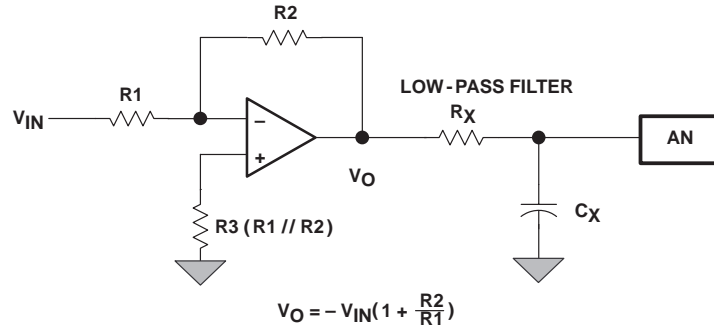 R2
LOW-PASS FILTER
R1
RX
VIN
−
+
AN
VO
R3 (R1 // R2)
CX
VO = − VIN(1 + R2/R1)